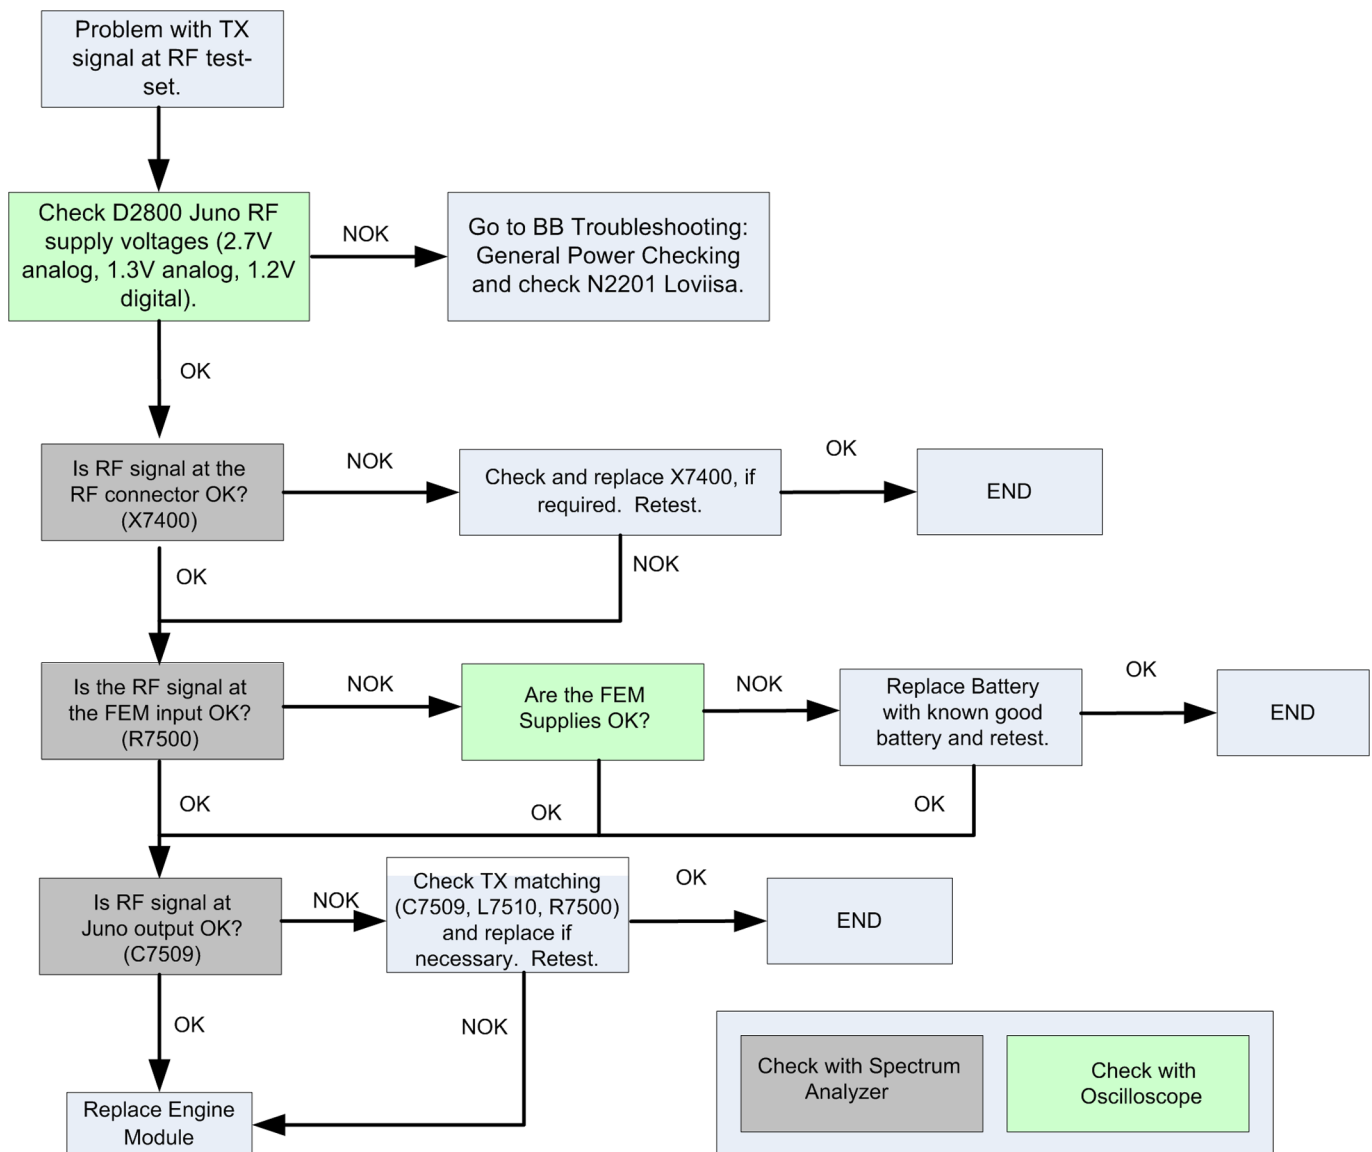 Problem with TX
signal at RF test-
set.
Check D2800 Juno RF
supply voltages (2.7V
analog, 1.3V analog, 1.2V
digital).
NOK
Go to BB Troubleshooting:
General Power Checking
and check N2201 Loviisa.
OK
Is RF signal at the
RF connector OK?
(X7400)
NOK
Check and replace X7400, if
required.  Retest.
OK
END
OK
NOK
Is the RF signal at
the FEM input OK?
(R7500)
NOK
Are the FEM
Supplies OK?
NOK
Replace Battery
with known good
battery and retest.
OK
END
OK
OK
OK
Is RF signal at
Juno output OK?
(C7509)
NOK
Check TX matching
(C7509, L7510, R7500)
and replace if
necessary.  Retest.
OK
END
OK
NOK
Replace Engine
Module
Check with Spectrum
Analyzer
Check with
Oscilloscope